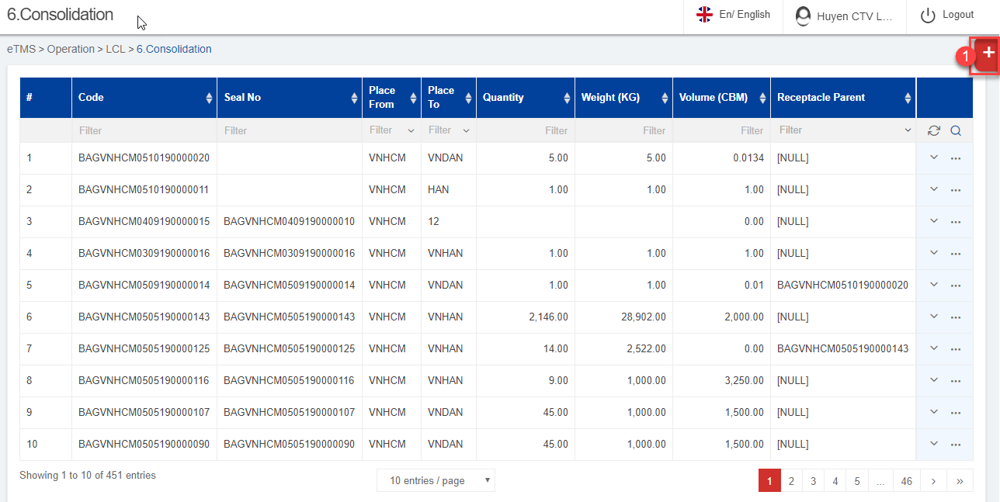 6.Consolidation
En/ English
Huyen CTV L...
Logout
eTMS > Operation > LCL > 6.Consolidation
1
+
# Code Seal No Place From Place To Quantity Weight (KG) Volume (CBM) Receptacle Parent
Filter Filter Filter Filter Filter Filter Filter Filter
1 BAGVNHCM0510190000020 VNHCM VNDAN 5.00 5.00 0.0134 [NULL] ...
2 BAGVNHCM0510190000011 VNHCM HAN 1.00 1.00 1.00 [NULL] ...
3 BAGVNHCM0409190000015 BAGVNHCM0409190000010 VNHCM 12 0.00 [NULL] ...
4 BAGVNHCM0309190000016 BAGVNHCM0309190000016 VNHCM VNHAN 1.00 1.00 1.00 [NULL] ...
5 BAGVNHCM0509190000014 BAGVNHCM0509190000014 VNHCM VNDAN 1.00 1.00 0.01 BAGVNHCM0510190000020 ...
6 BAGVNHCM0505190000143 BAGVNHCM0505190000143 VNHCM VNHAN 2,146.00 28,902.00 2,000.00 [NULL] ...
7 BAGVNHCM0505190000125 BAGVNHCM0505190000125 VNHCM VNHAN 14.00 2,522.00 0.00 BAGVNHCM0505190000143 ...
8 BAGVNHCM0505190000116 BAGVNHCM0505190000116 VNHCM VNHAN 9.00 1,000.00 3,250.00 [NULL] ...
9 BAGVNHCM0505190000107 BAGVNHCM0505190000107 VNHCM VNDAN 45.00 1,000.00 1,500.00 [NULL] ...
10 BAGVNHCM0505190000090 BAGVNHCM0505190000090 VNHCM VNDAN 45.00 1,000.00 1,500.00 [NULL] ...
Showing 1 to 10 of 451 entries
10 entries / page
1 2 3 4 5 ... 46 › »